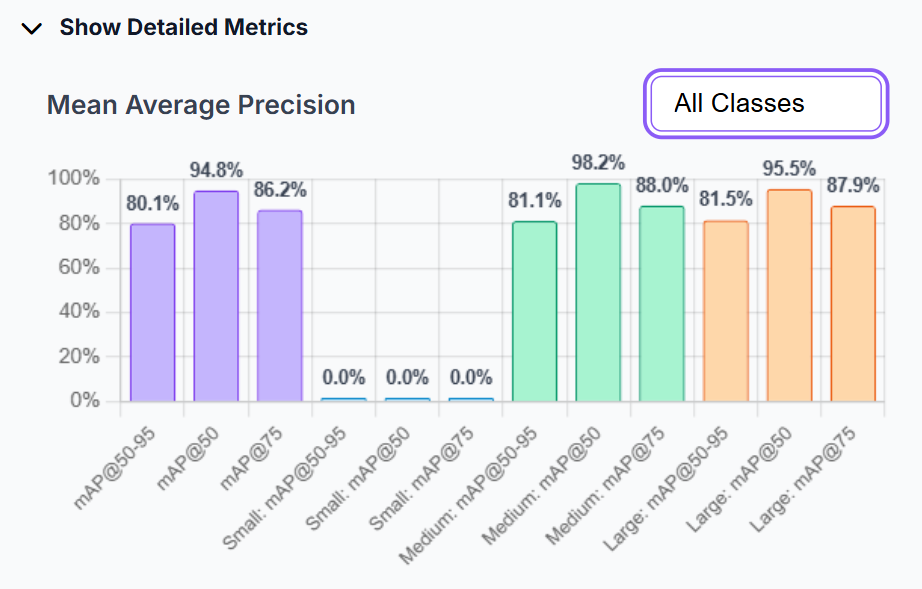 Show Detailed Metrics
Mean Average Precision
All Classes
100%
80%
60%
40%
20%
0%
80.1%
94.8%
86.2%
0.0%
0.0%
0.0%
81.1%
98.2%
88.0%
81.5%
95.5%
87.9%
mAP@50-95
mAP@50
mAP@75
Small: mAP@50-95
Small: mAP@50
Small: mAP@75
Medium: mAP@50-95
Medium: mAP@50
Medium: mAP@75
Large: mAP@50-95
Large: mAP@50
Large: mAP@75